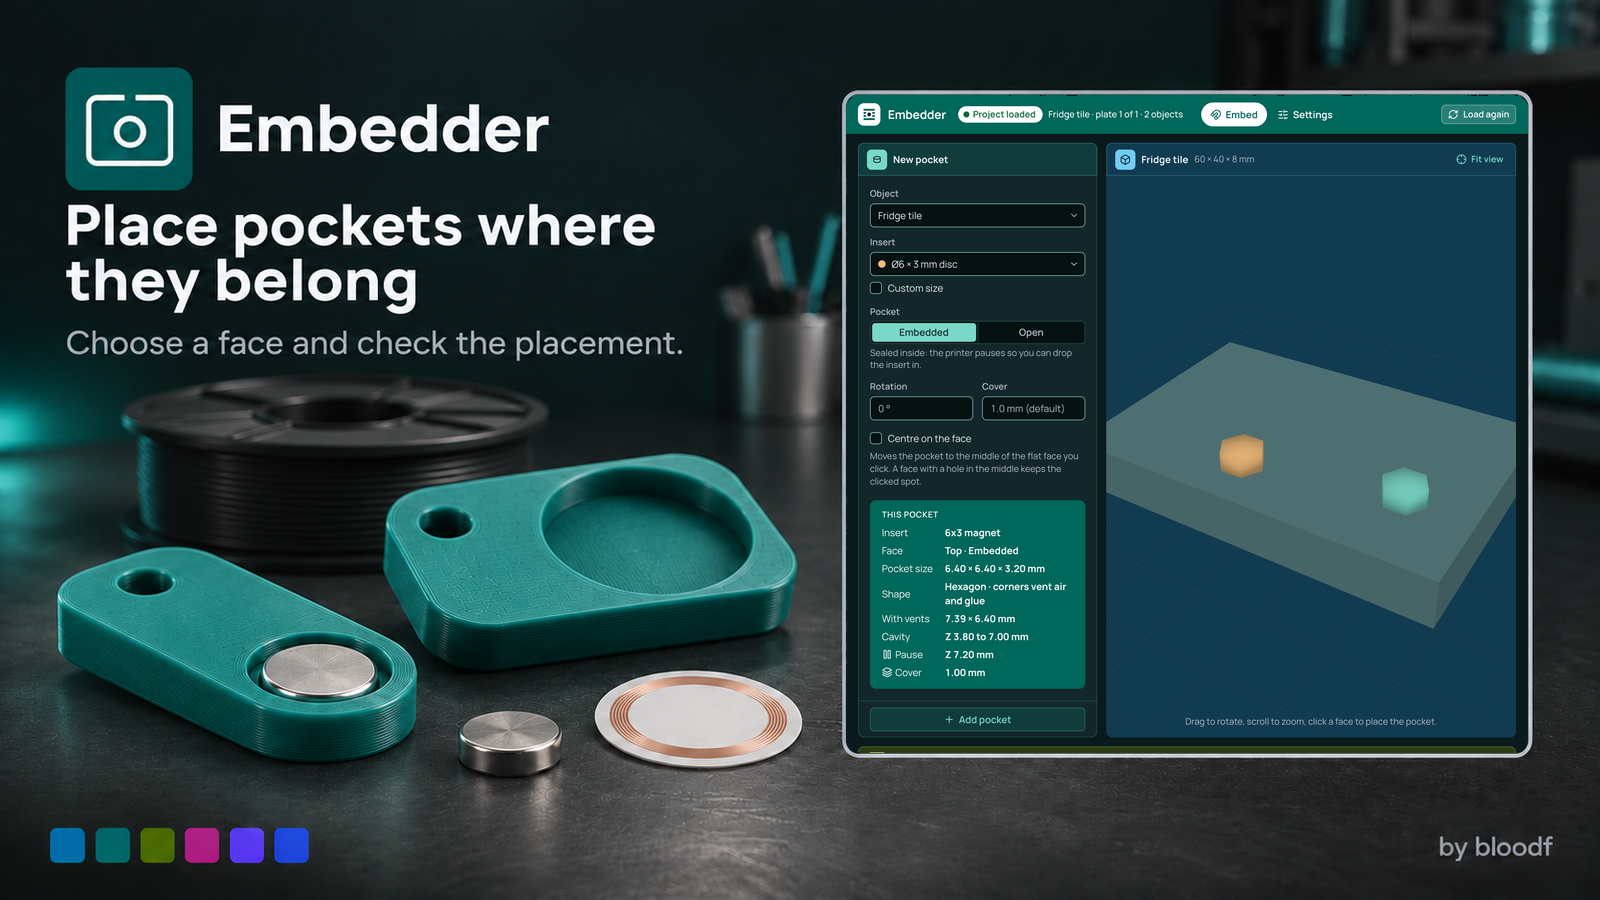 Embedder
Place pockets where
they belong
Choose a face and check the placement.
Embedder
Project loaded
Fridge tile · plate 1 of 1 · 2 objects
Embed
Settings
Load again
New pocket
Object
Fridge tile
Insert
Ø6 × 3 mm disc
Custom size
Pocket
Embedded
Open
Sealed inside: the printer pauses so you can drop
the insert in.
Rotation
Cover
0 °
1.0 mm (default)
Centre on the face
Moves the pocket to the middle of the flat face you
click. A face with a hole in the middle keeps the
clicked spot.
THIS POCKET
Insert 6x3 magnet
Face Top · Embedded
Pocket size 6.40 × 6.40 × 3.20 mm
Shape Hexagon · corners vent air
and glue
With vents 7.39 × 6.40 mm
Cavity Z 3.80 to 7.00 mm
Pause Z 7.20 mm
Cover 1.00 mm
+ Add pocket
Fridge tile 60 × 40 × 8 mm
Fit view
Drag to rotate, scroll to zoom, click a face to place the pocket.
by bloodf